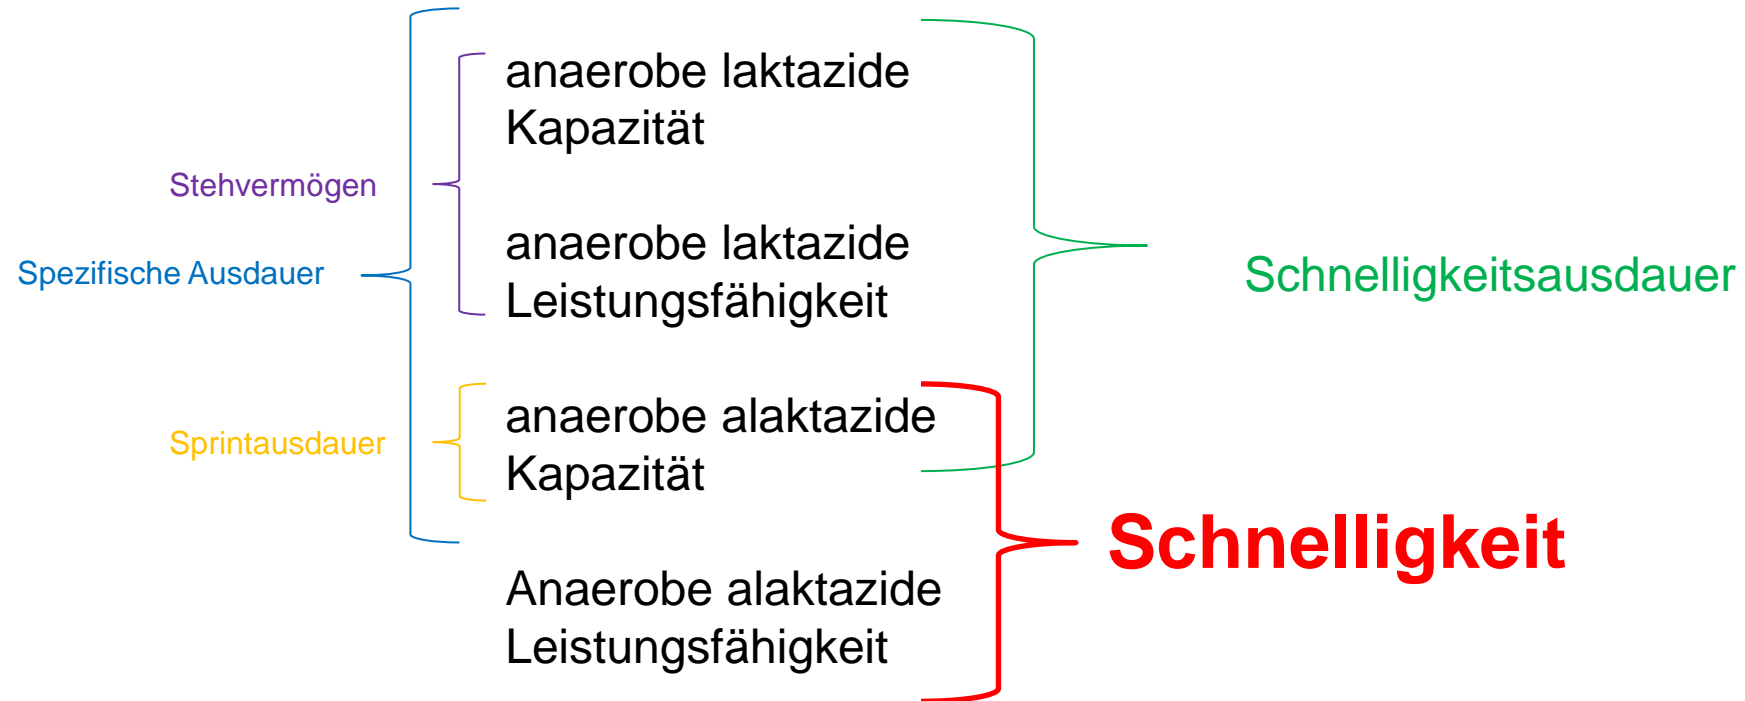 anaerobe laktazide
Kapazität
Stehvermögen
anaerobe laktazide
Leistungsfähigkeit
Spezifische Ausdauer
Schnelligkeitsausdauer
anaerobe alaktazide
Kapazität
Sprintausdauer
Schnelligkeit
Anaerobe alaktazide
Leistungsfähigkeit